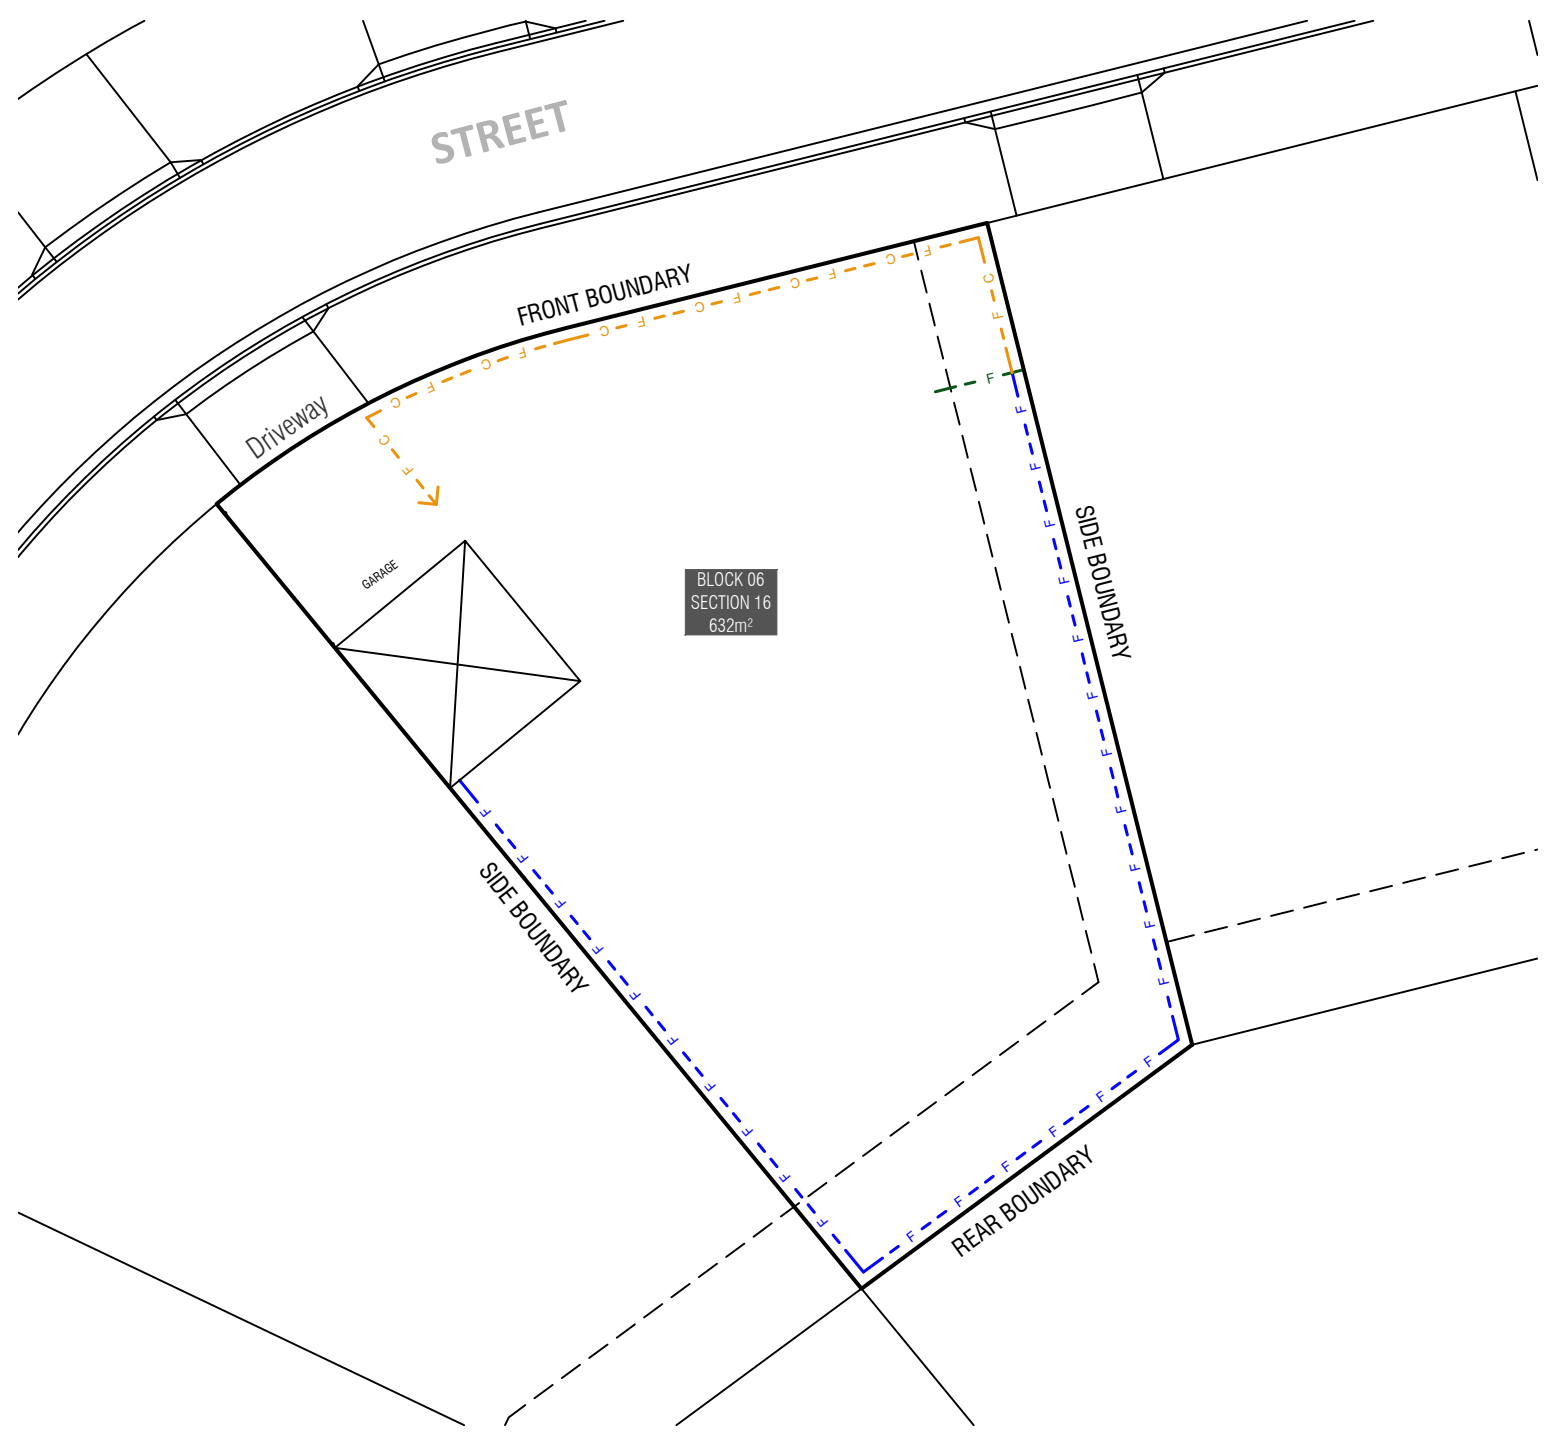 STREET
FRONT BOUNDARY
Driveway
GARAGE
BLOCK 06
SECTION 16
632m²
SIDE BOUNDARY
SIDE BOUNDARY
REAR BOUNDARY
F C F C F C F C F C F C F C
C F
C F
F
F F F F F F F F F F F
F F F F F F F F F F
F F F F F F